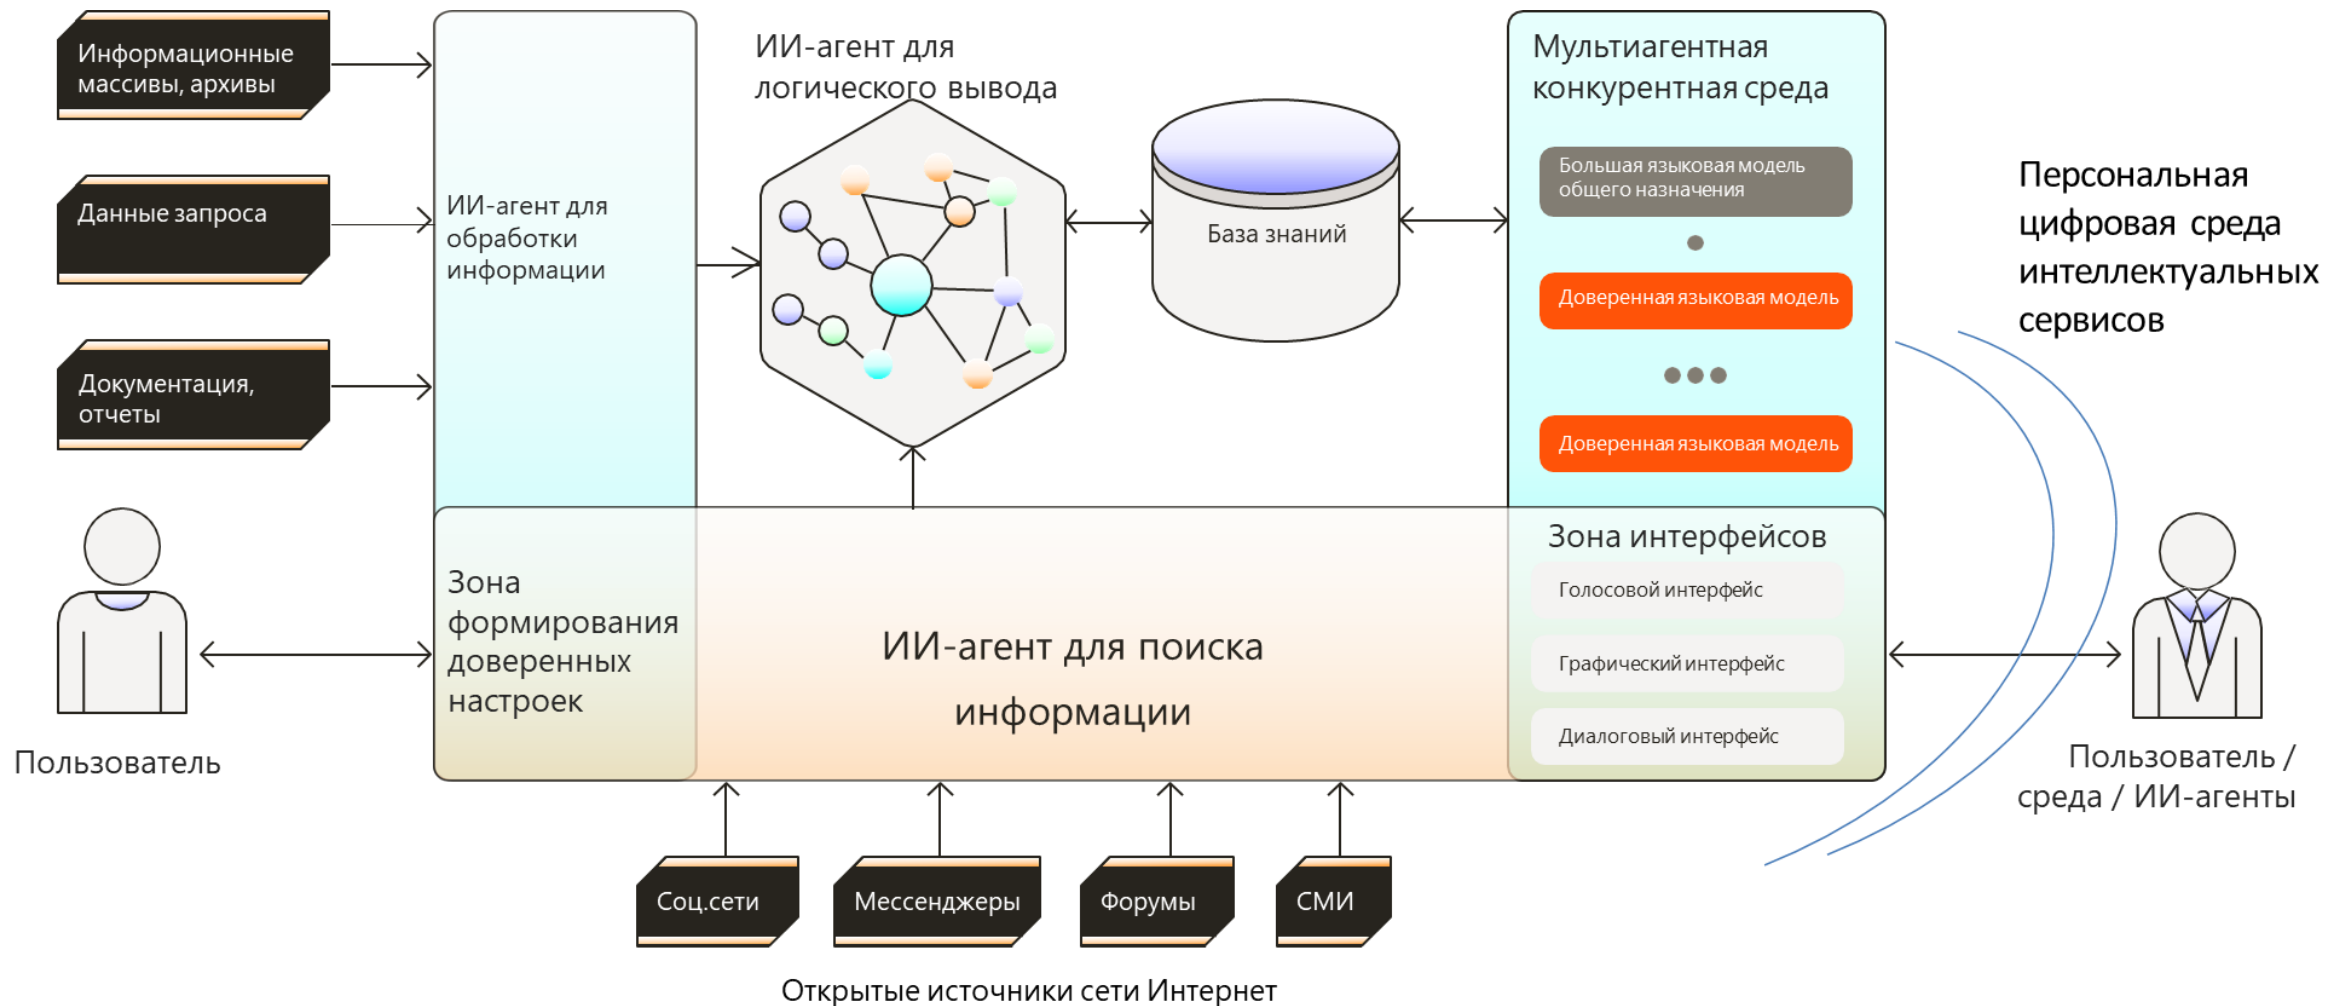 Информационные
массивы, архивы
Данные запроса
Документация,
отчеты
Пользователь
ИИ-агент для
обработки
информации
Зона
формирования
доверенных
настроек
ИИ-агент для
логического вывода
База знаний
Мультиагентная
конкурентная среда
Большая языковая модель
общего назначения
Доверенная языковая модель
Доверенная языковая модель
Зона интерфейсов
Голосовой интерфейс
Графический интерфейс
Диалоговый интерфейс
ИИ-агент для поиска
информации
Персональная
цифровая среда
интеллектуальных
сервисов
Пользователь /
среда / ИИ-агенты
Соц.сети
Мессенджеры
Форумы
СМИ
Открытые источники сети Интернет